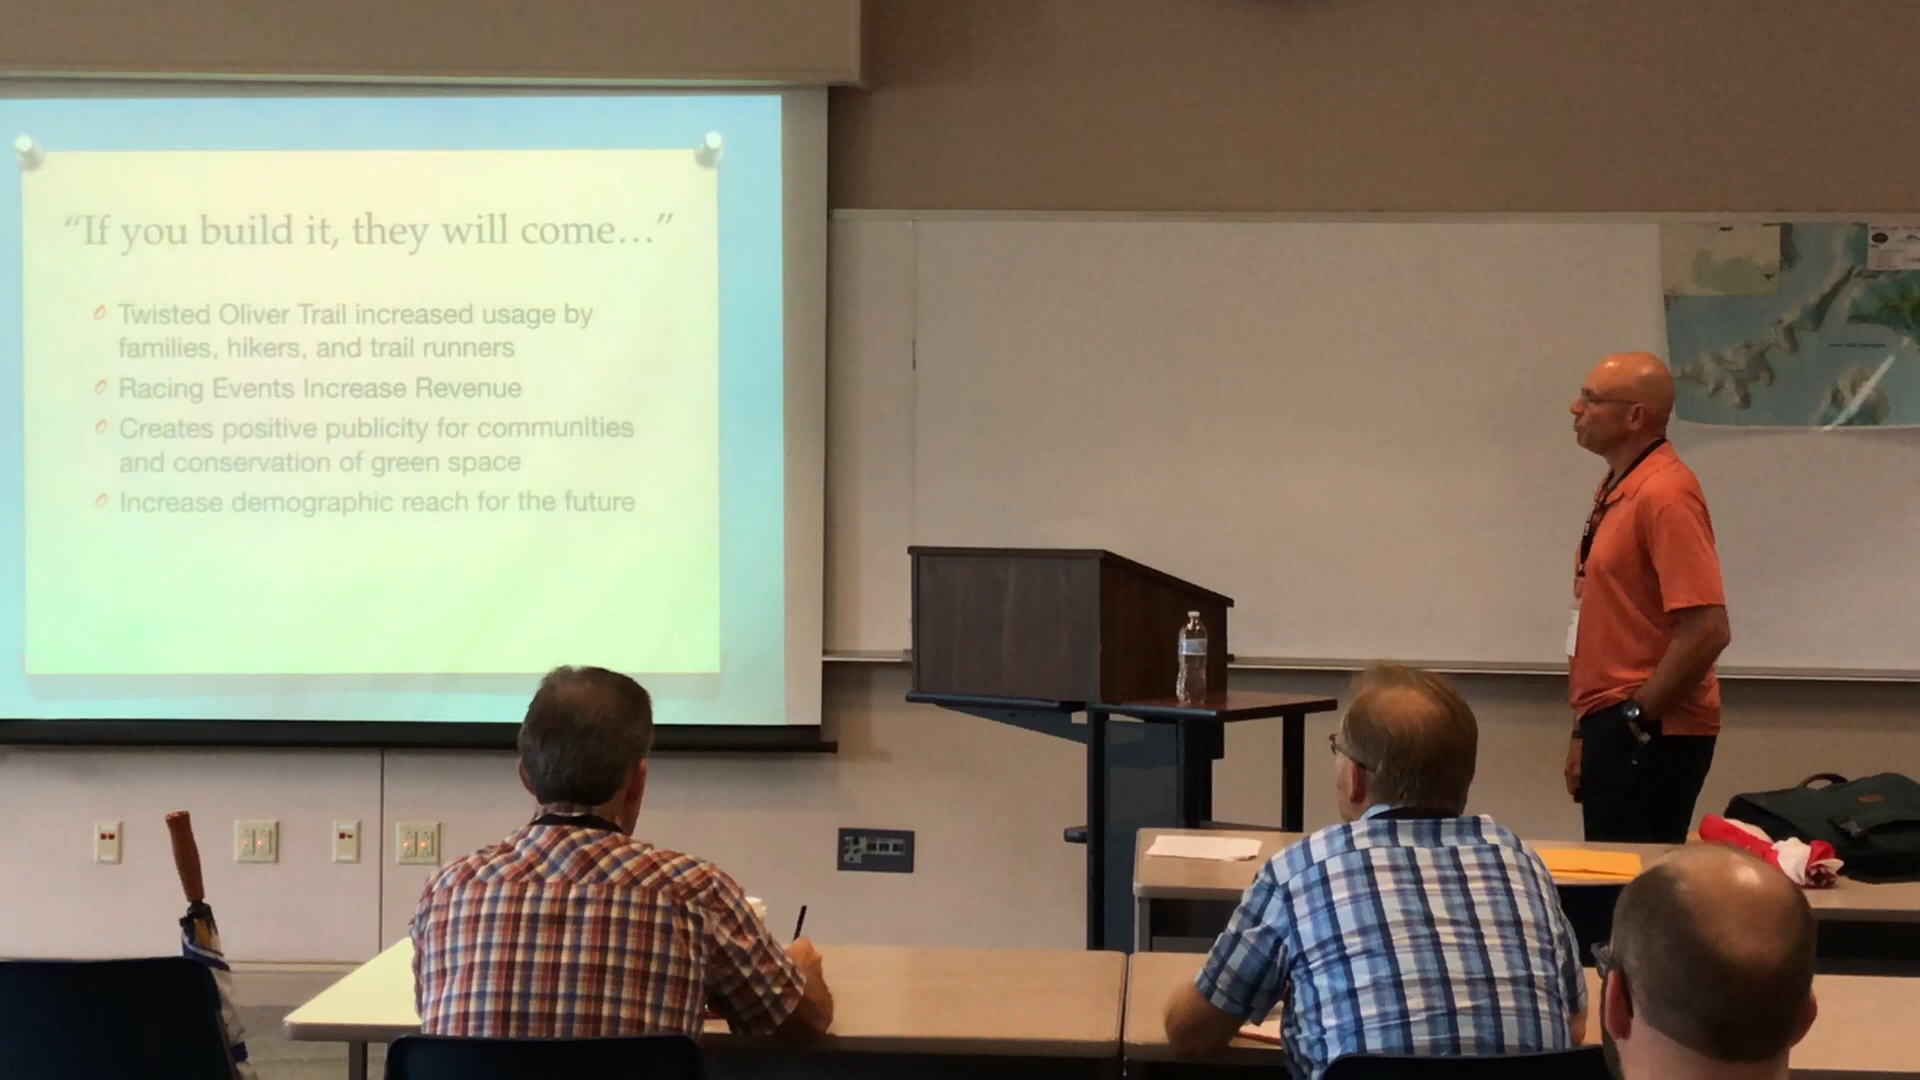 “If you build it, they will come…”
Twisted Oliver Trail increased usage by
families, hikers, and trail runners
Racing Events Increase Revenue
Creates positive publicity for communities
and conservation of green space
Increase demographic reach for the future